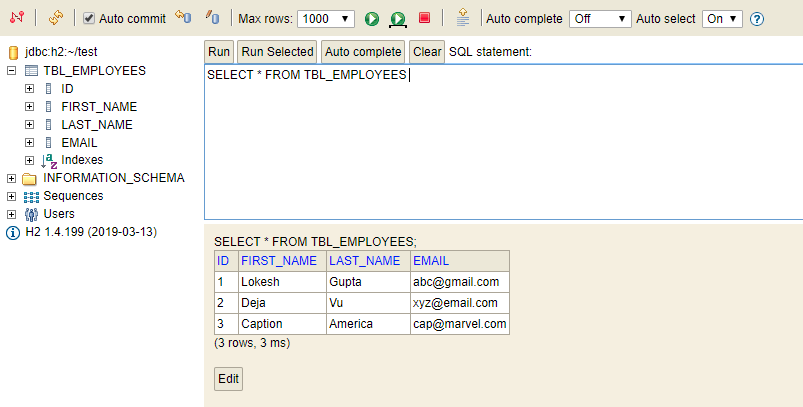 Auto commit Max rows: 1000 Auto complete Off Auto select On ?
jdbc:h2:~/test
TBL_EMPLOYEES
ID
FIRST_NAME
LAST_NAME
EMAIL
Indexes
INFORMATION_SCHEMA
Sequences
Users
H2 1.4.199 (2019-03-13)
Run Run Selected Auto complete Clear SQL statement:
SELECT * FROM TBL_EMPLOYEES
SELECT * FROM TBL_EMPLOYEES;
ID FIRST_NAME LAST_NAME EMAIL
1 Lokesh Gupta abc@gmail.com
2 Deja Vu xyz@email.com
3 Caption America cap@marvel.com
(3 rows, 3 ms)
Edit